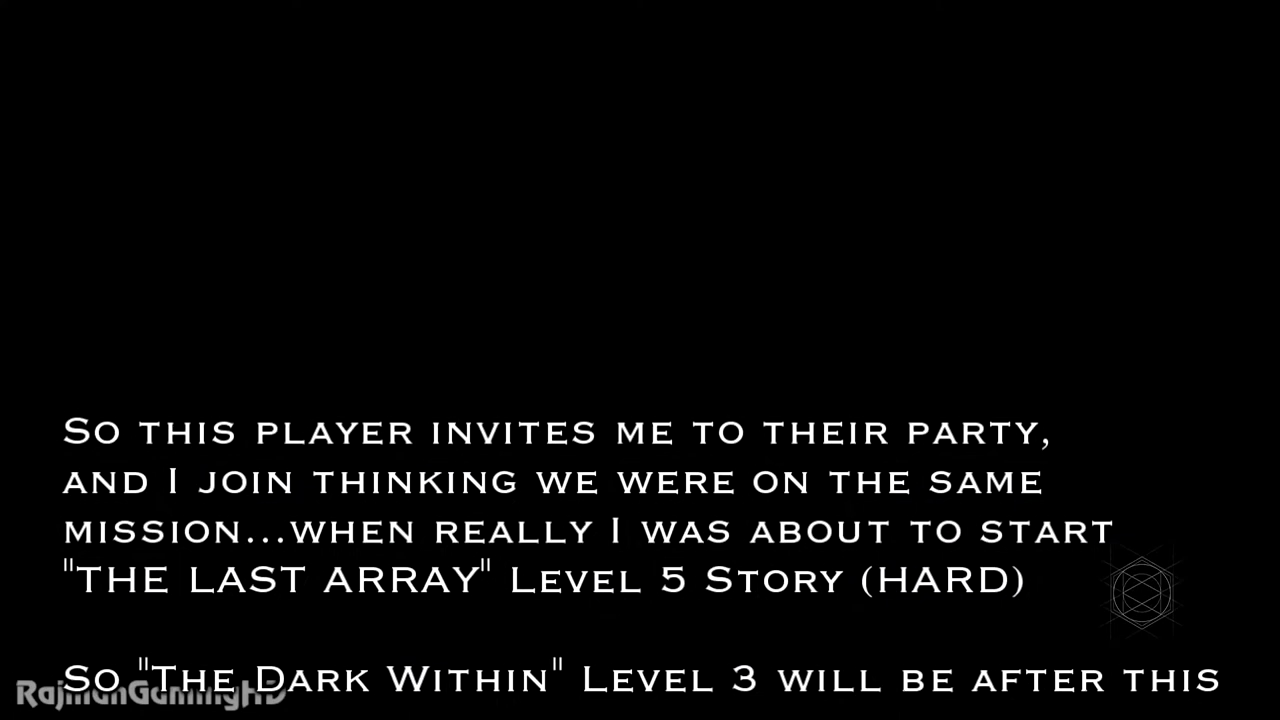 So this player invites me to their party,
and I join thinking we were on the same
mission...when really I was about to start
"THE LAST ARRAY" Level 5 Story (HARD)
So "The Dark Within" Level 3 will be after this
RajmanGamingHD